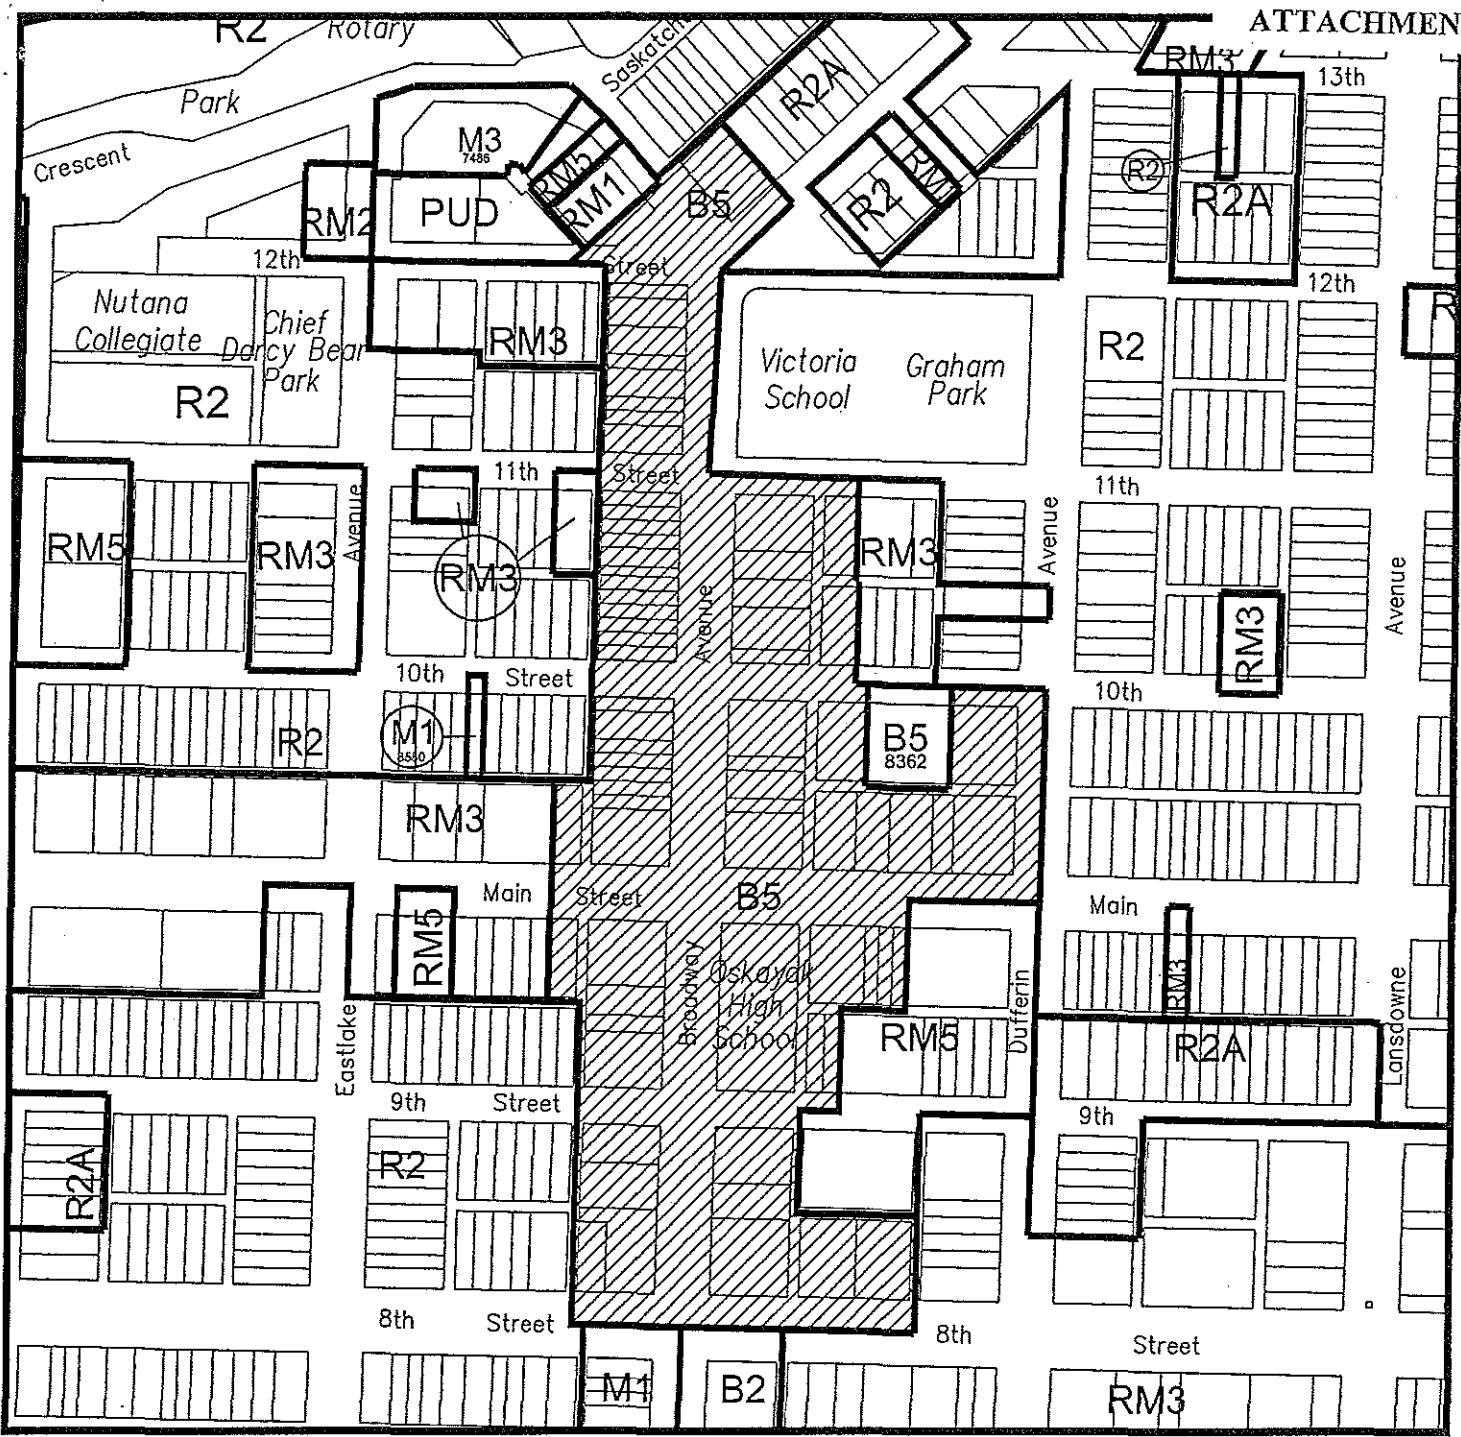 ATTACHMEN
R2
Rotary
Saskatch
RM3
13th
Park
R2A
Crescent
M3
7486
RM5
RM1
R2
RM
R2
R2A
RM2
PUD
B5
12th
Street
12th
Nutana
Collegiate
Chief
Darcy Bear
Park
RM3
Victoria
School
Graham
Park
R2
R
R2
11th
Street
11th
RM5
RM3
Avenue
RM3
Avenue
RM3
Avenue
RM3
Avenue
10th
Street
10th
R2
M1
8580
B5
8362
RM3
Main
Street
B5
Main
RM5
Broadway
Oskayak
High
School
Dufferin
RM3
Lansdowne
Eastlake
RM5
R2A
9th
Street
9th
R2A
R2
8th
Street
8th
Street
M1
B2
RM3